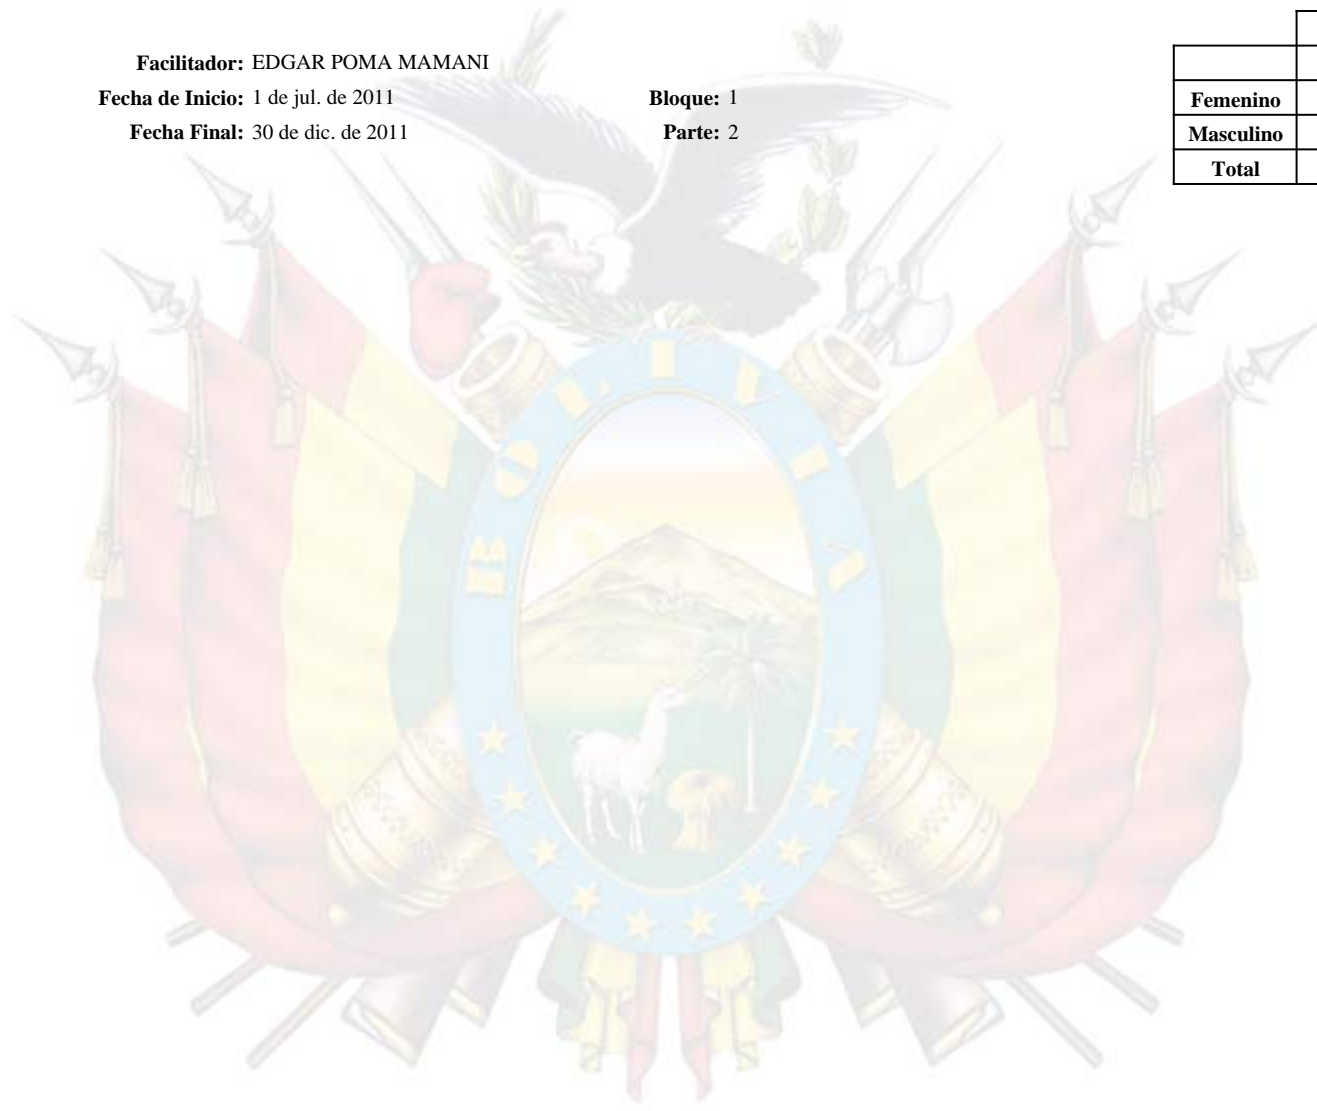 Facilitador: EDGAR POMA MAMANI
Fecha de Inicio: 1 de jul. de 2011 Bloque: 1
Fecha Final: 30 de dic. de 2011 Parte: 2
Femenino
Masculino
Total
BOLIVIA